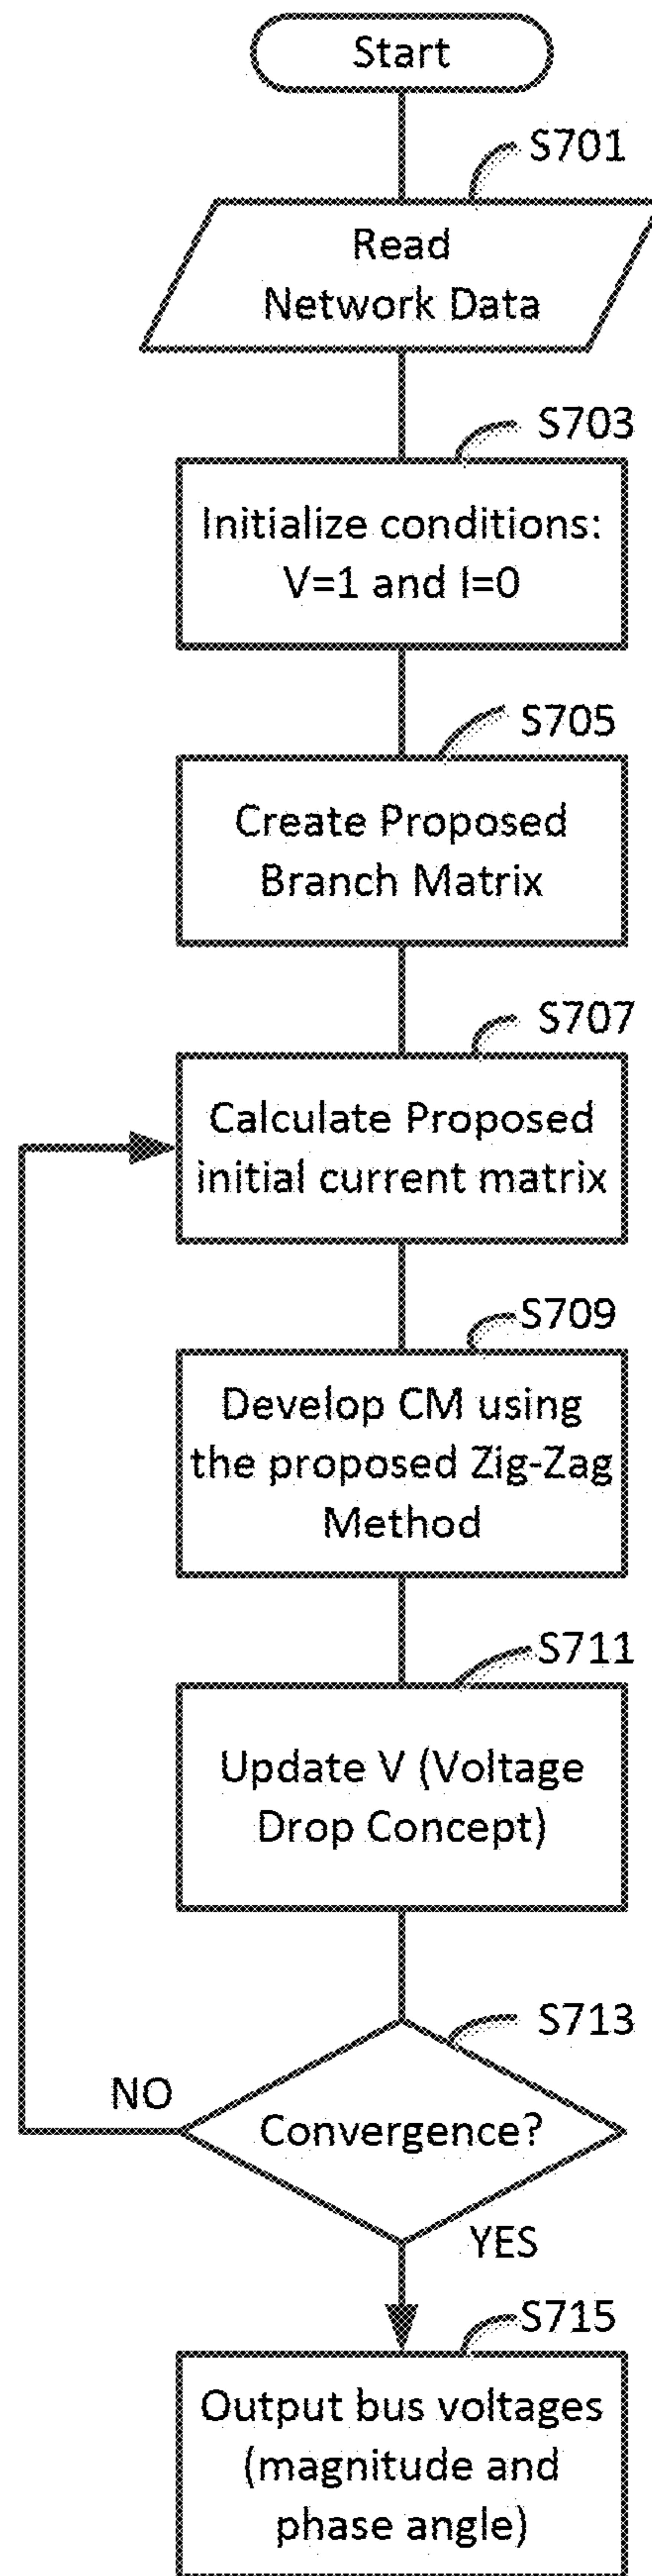 Start
S701
Read
Network Data
S703
Initialize conditions:
V=1 and I=0
S705
Create Proposed
Branch Matrix
S707
Calculate Proposed
initial current matrix
S709
Develop CM using
the proposed Zig-Zag
Method
S711
Update V (Voltage
Drop Concept)
S713
NO
Convergence?
YES
S715
Output bus voltages
(magnitude and
phase angle)